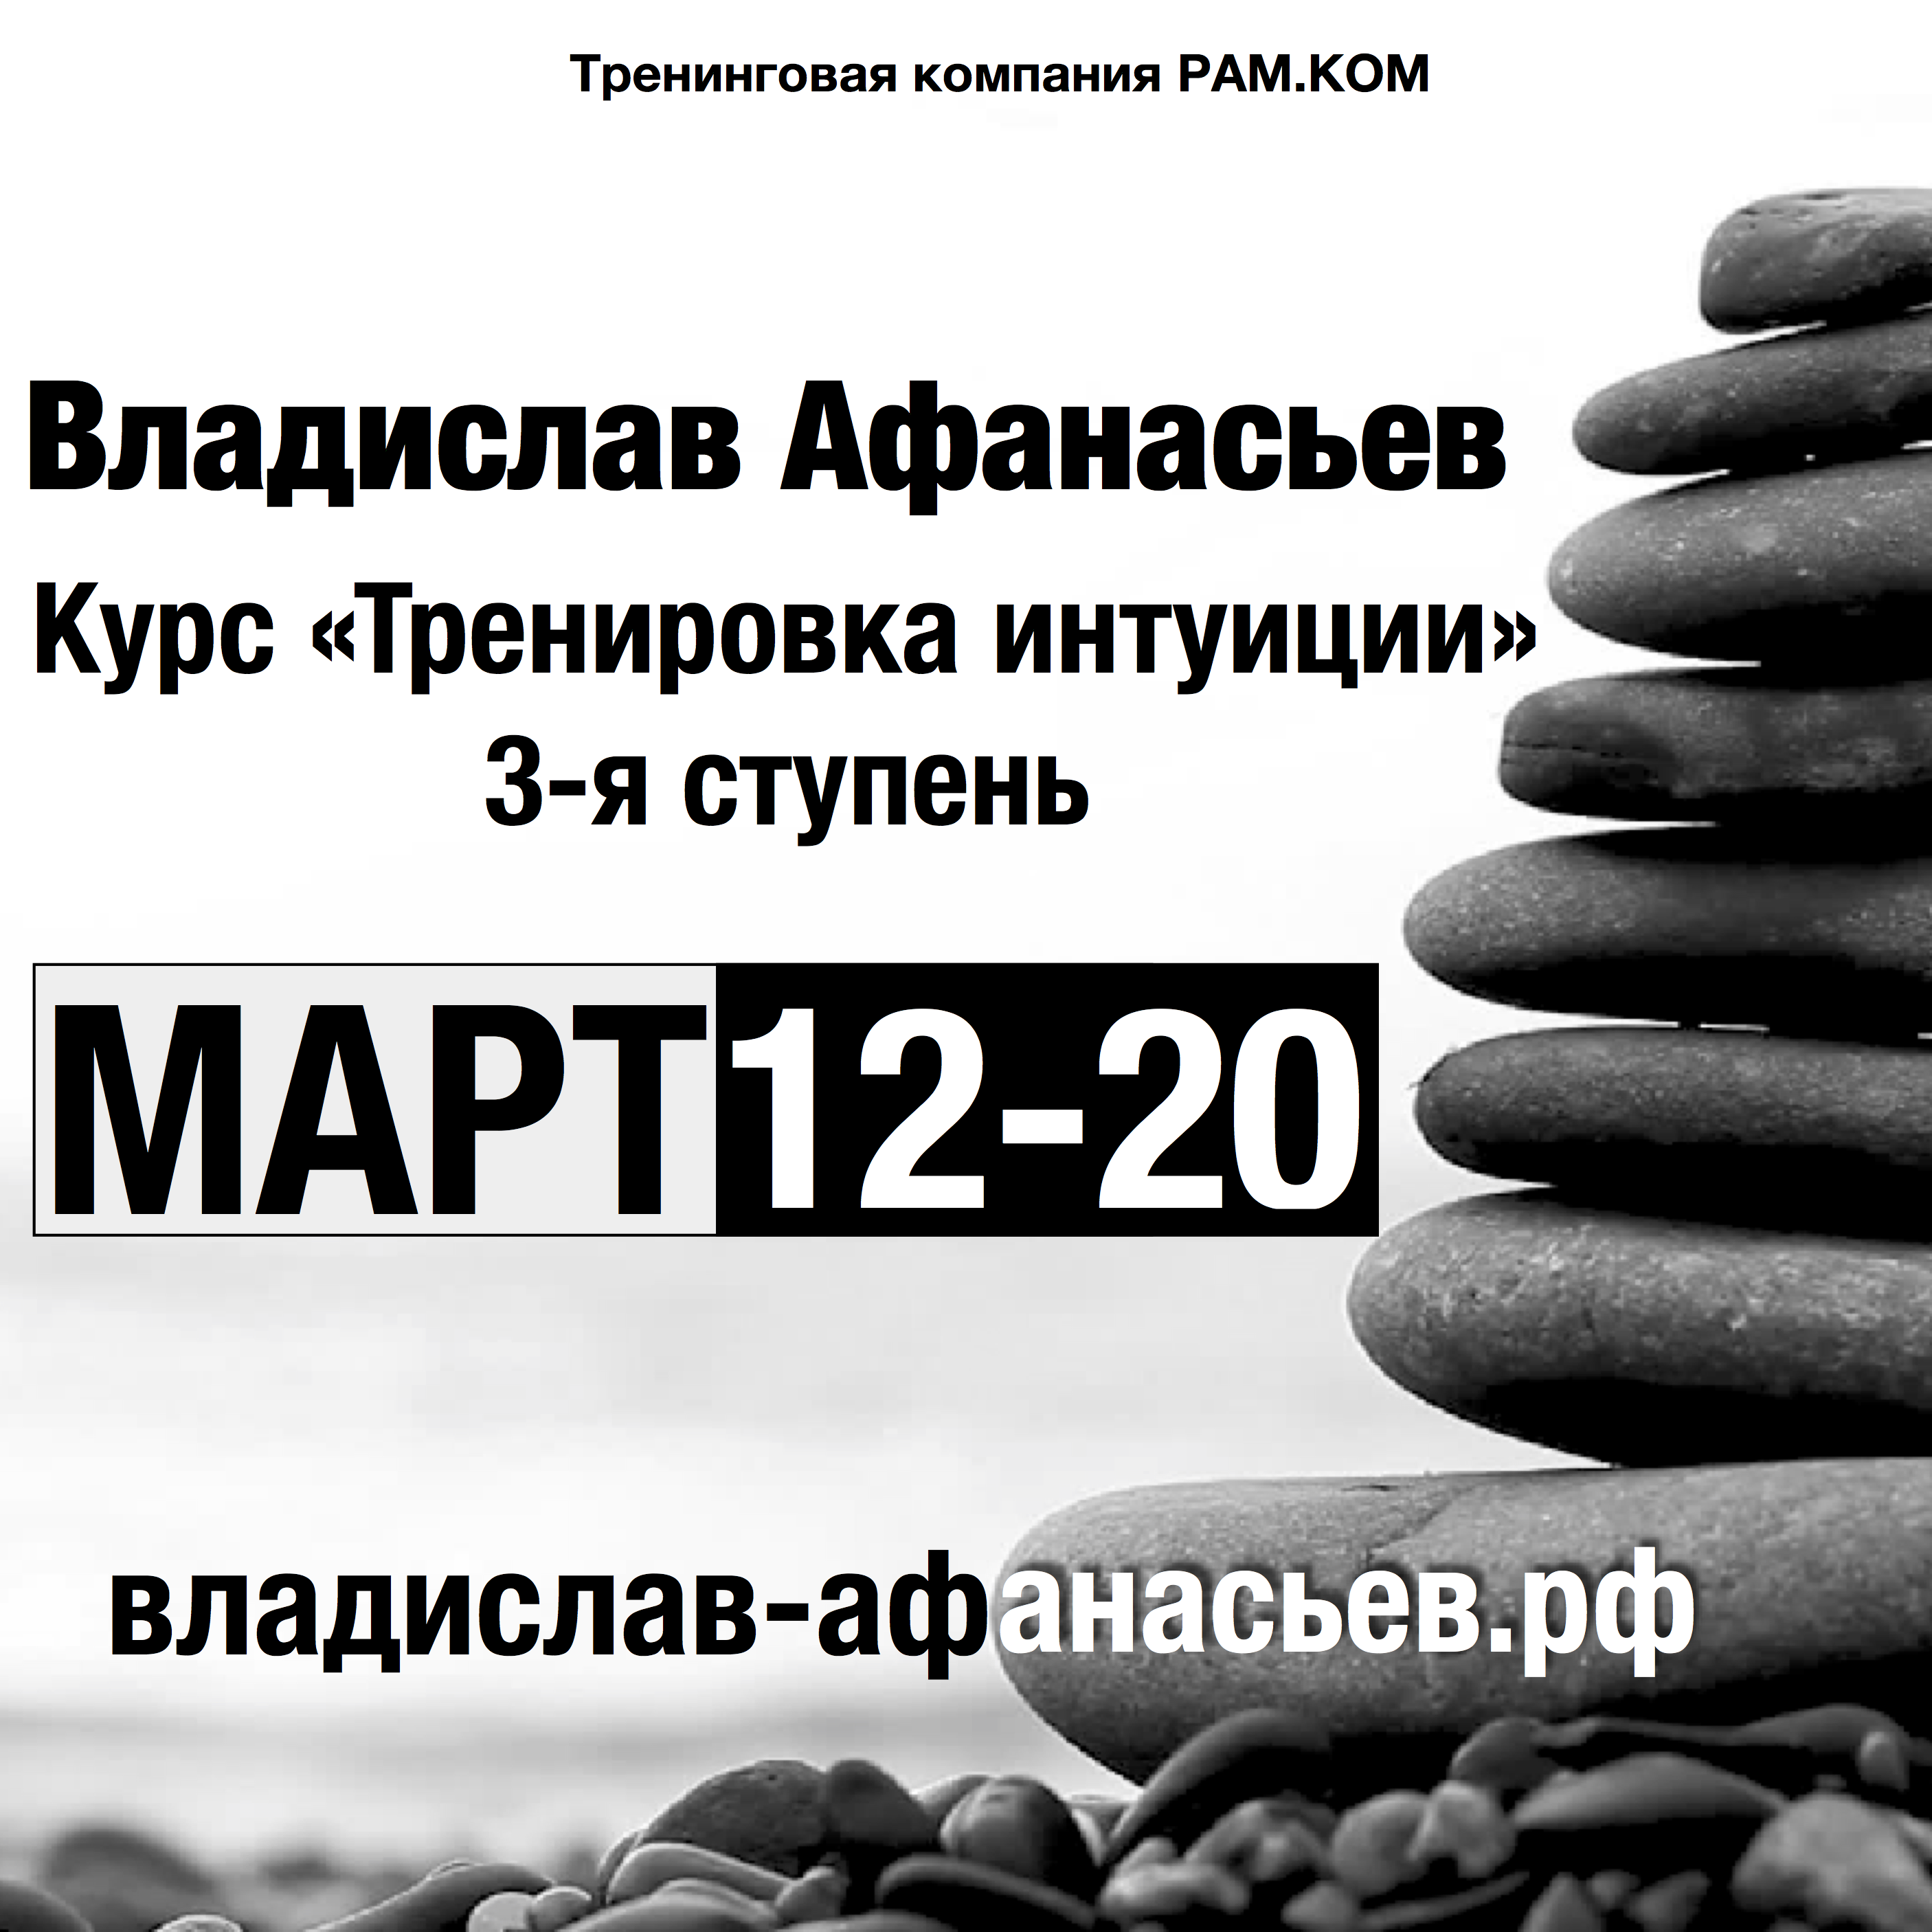 Тренинговая компания РАМ.КОМ
Владислав Афанасьев
Курс «Тренировка интуиции»
3-я ступень
МАРТ 12-20
владислав-афанасьев.рф